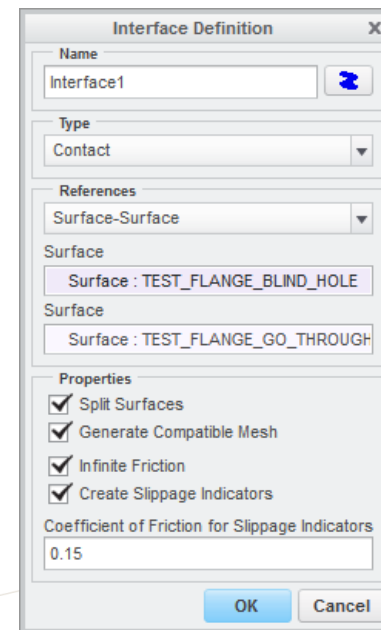 Interface Definition x
Name
Interface1
Type
Contact
References
Surface-Surface
Surface
Surface : TEST_FLANGE_BLIND_HOLE
Surface
Surface : TEST_FLANGE_GO_THROUGH
Properties
Split Surfaces
Generate Compatible Mesh
Infinite Friction
Create Slippage Indicators
Coefficient of Friction for Slippage Indicators
0.15
OK Cancel